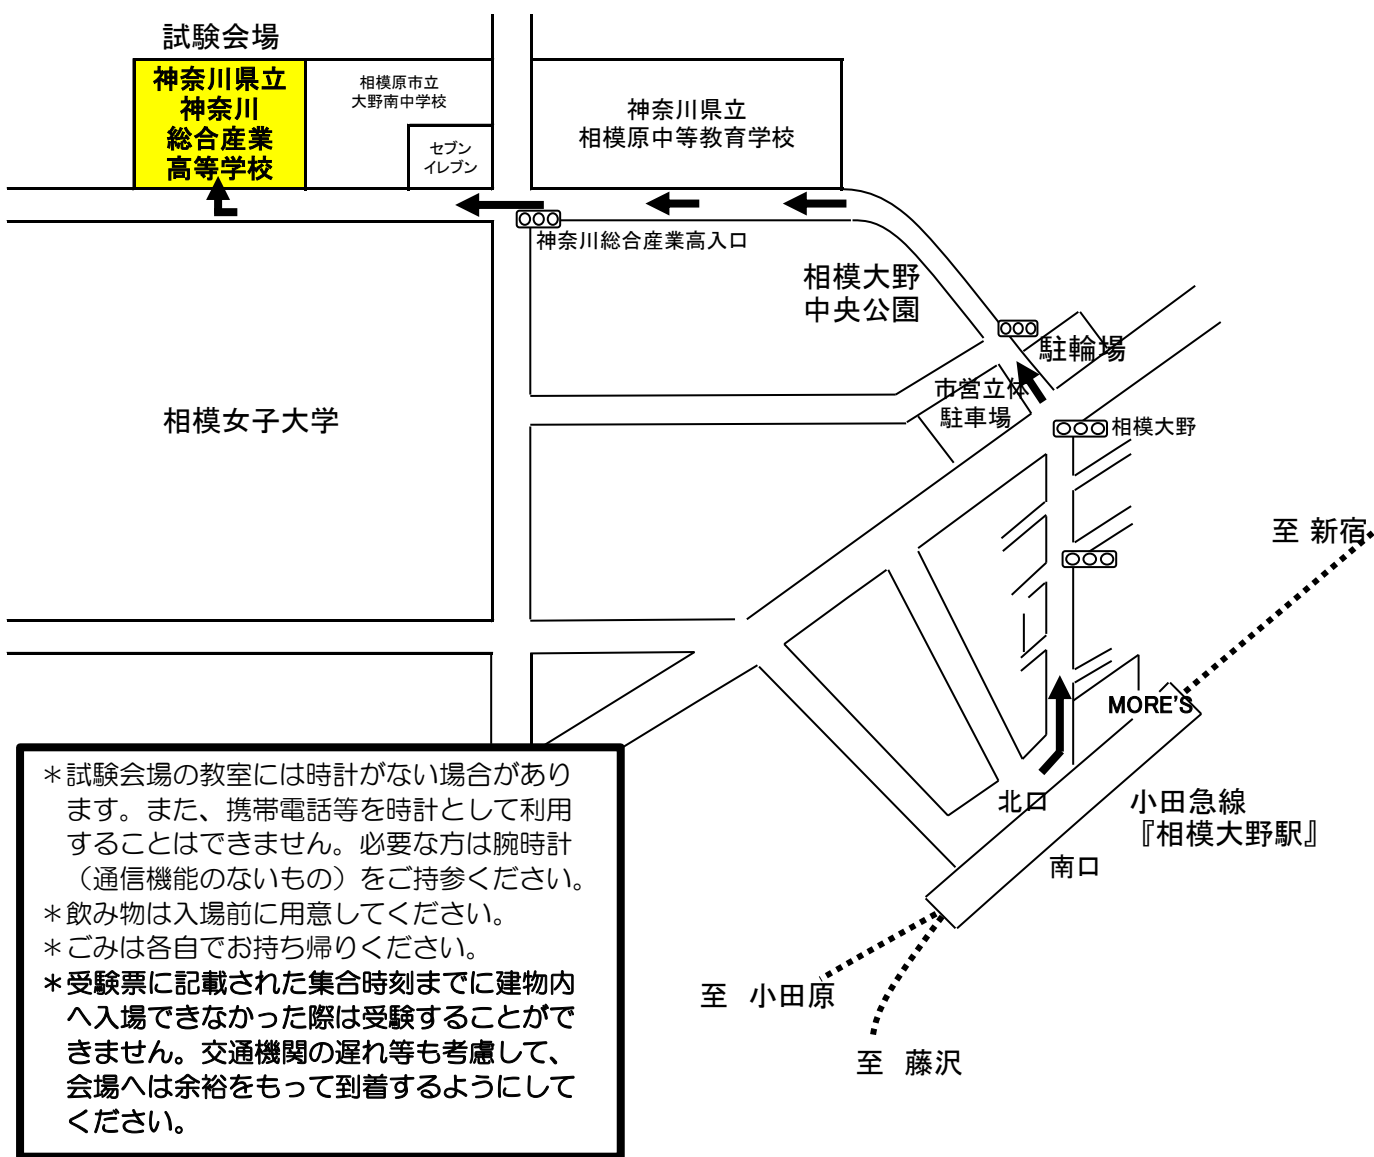 試験会場
神奈川県立
神奈川
総合産業
高等学校
相模原市立
大野南中学校
セブン
イレブン
神奈川県立
相模原中等教育学校
神奈川総合産業高入口
相模大野
中央公園
駐輪場
市営立体
駐車場
相模大野
相模女子大学
至 新宿
MORE'S
北口
小田急線
『相模大野駅』
南口
至 小田原
至 藤沢
＊試験会場の教室には時計がない場合があり
ます。また、携帯電話等を時計として利用
することはできません。必要な方は腕時計
（通信機能のないもの）をご持参ください。
＊飲み物は入場前に用意してください。
＊ごみは各自でお持ち帰りください。
＊受験票に記載された集合時刻までに建物内
へ入場できなかった際は受験することがで
きません。交通機関の遅れ等も考慮して、
会場へは余裕をもって到着するようにして
ください。